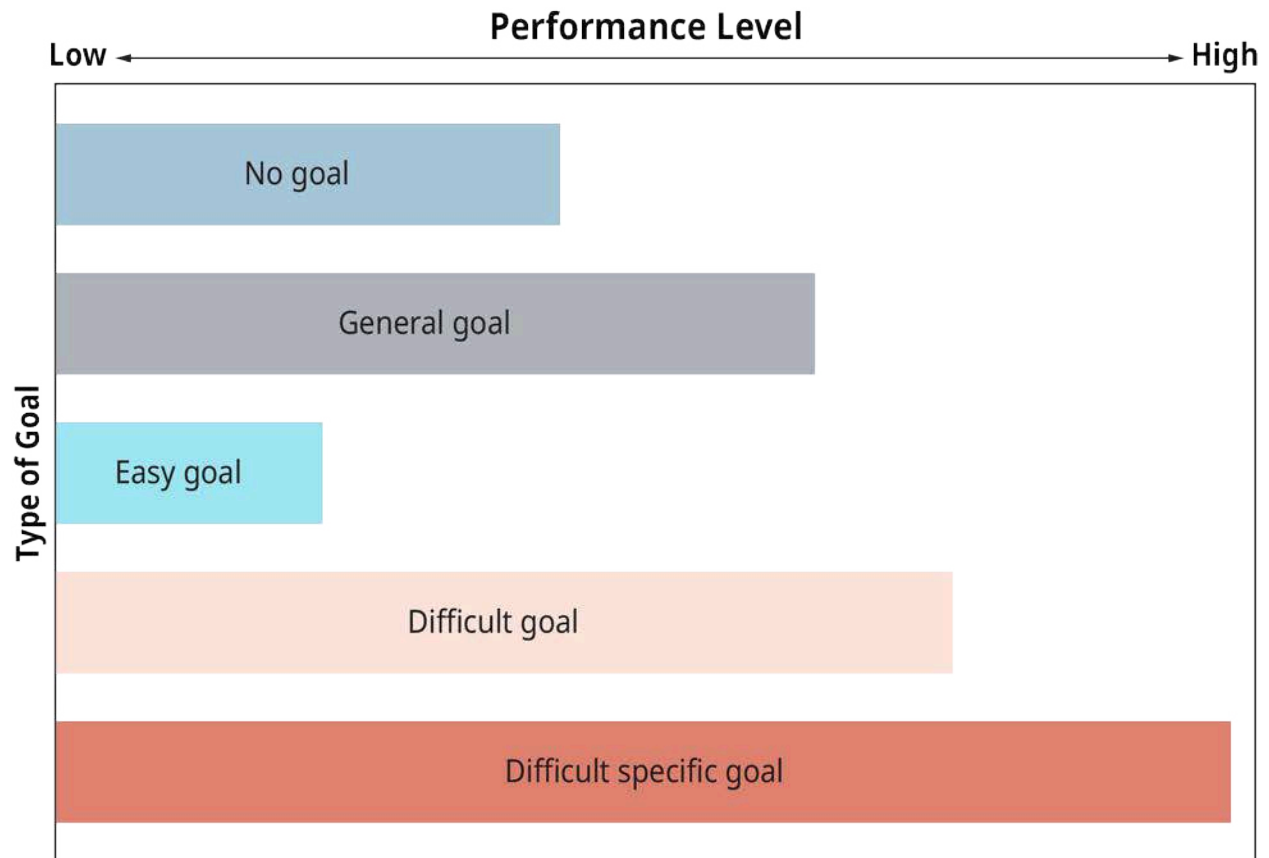 Performance Level
Low High
No goal
General goal
Type of Goal
Easy goal
Difficult goal
Difficult specific goal